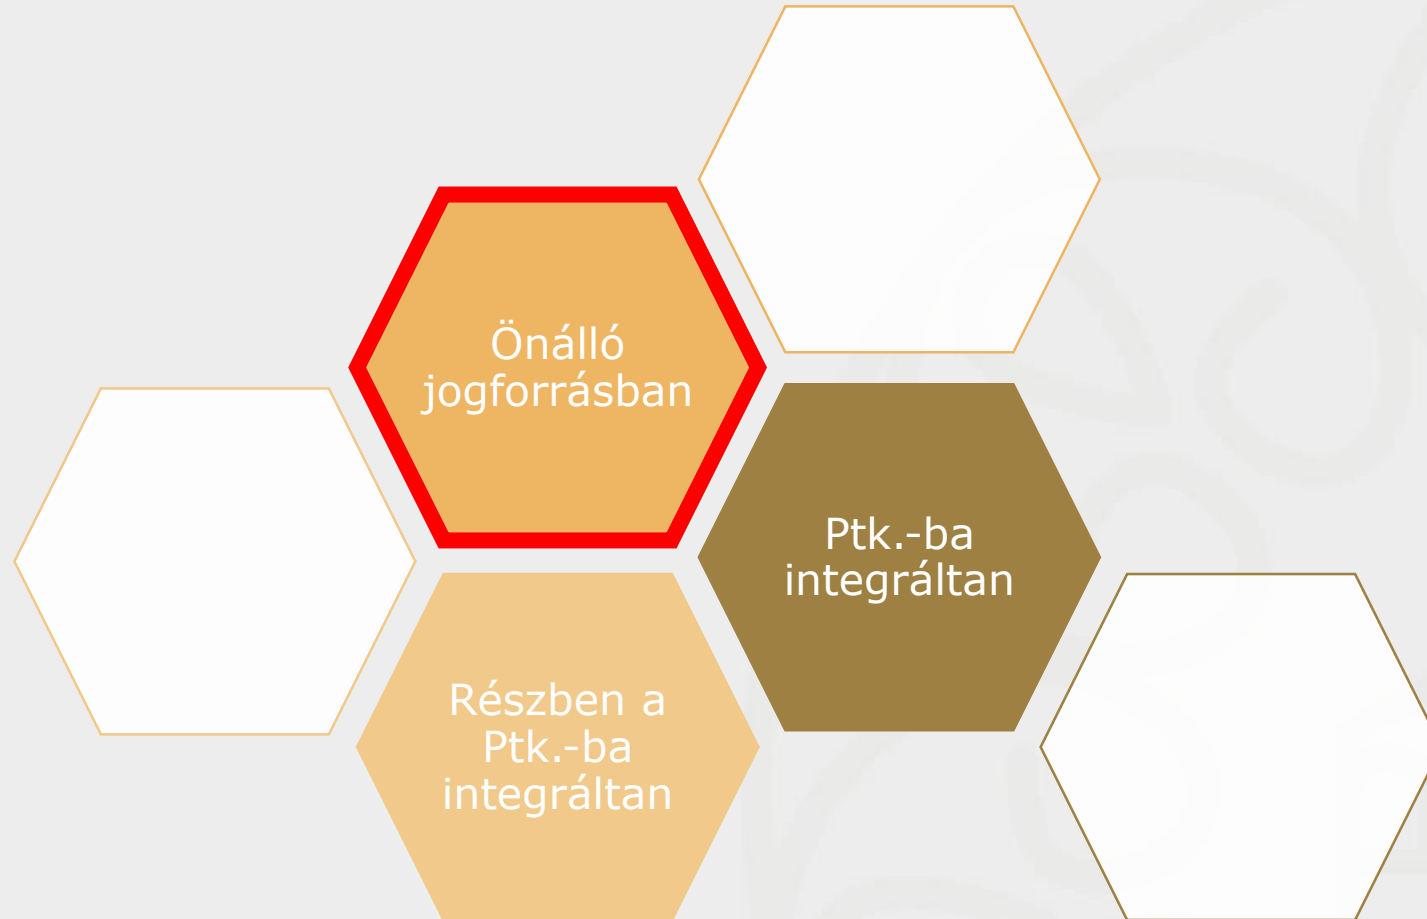 Önálló
jogforrásban
Ptk.-ba
integráltan
Részben a
Ptk.-ba
integráltan